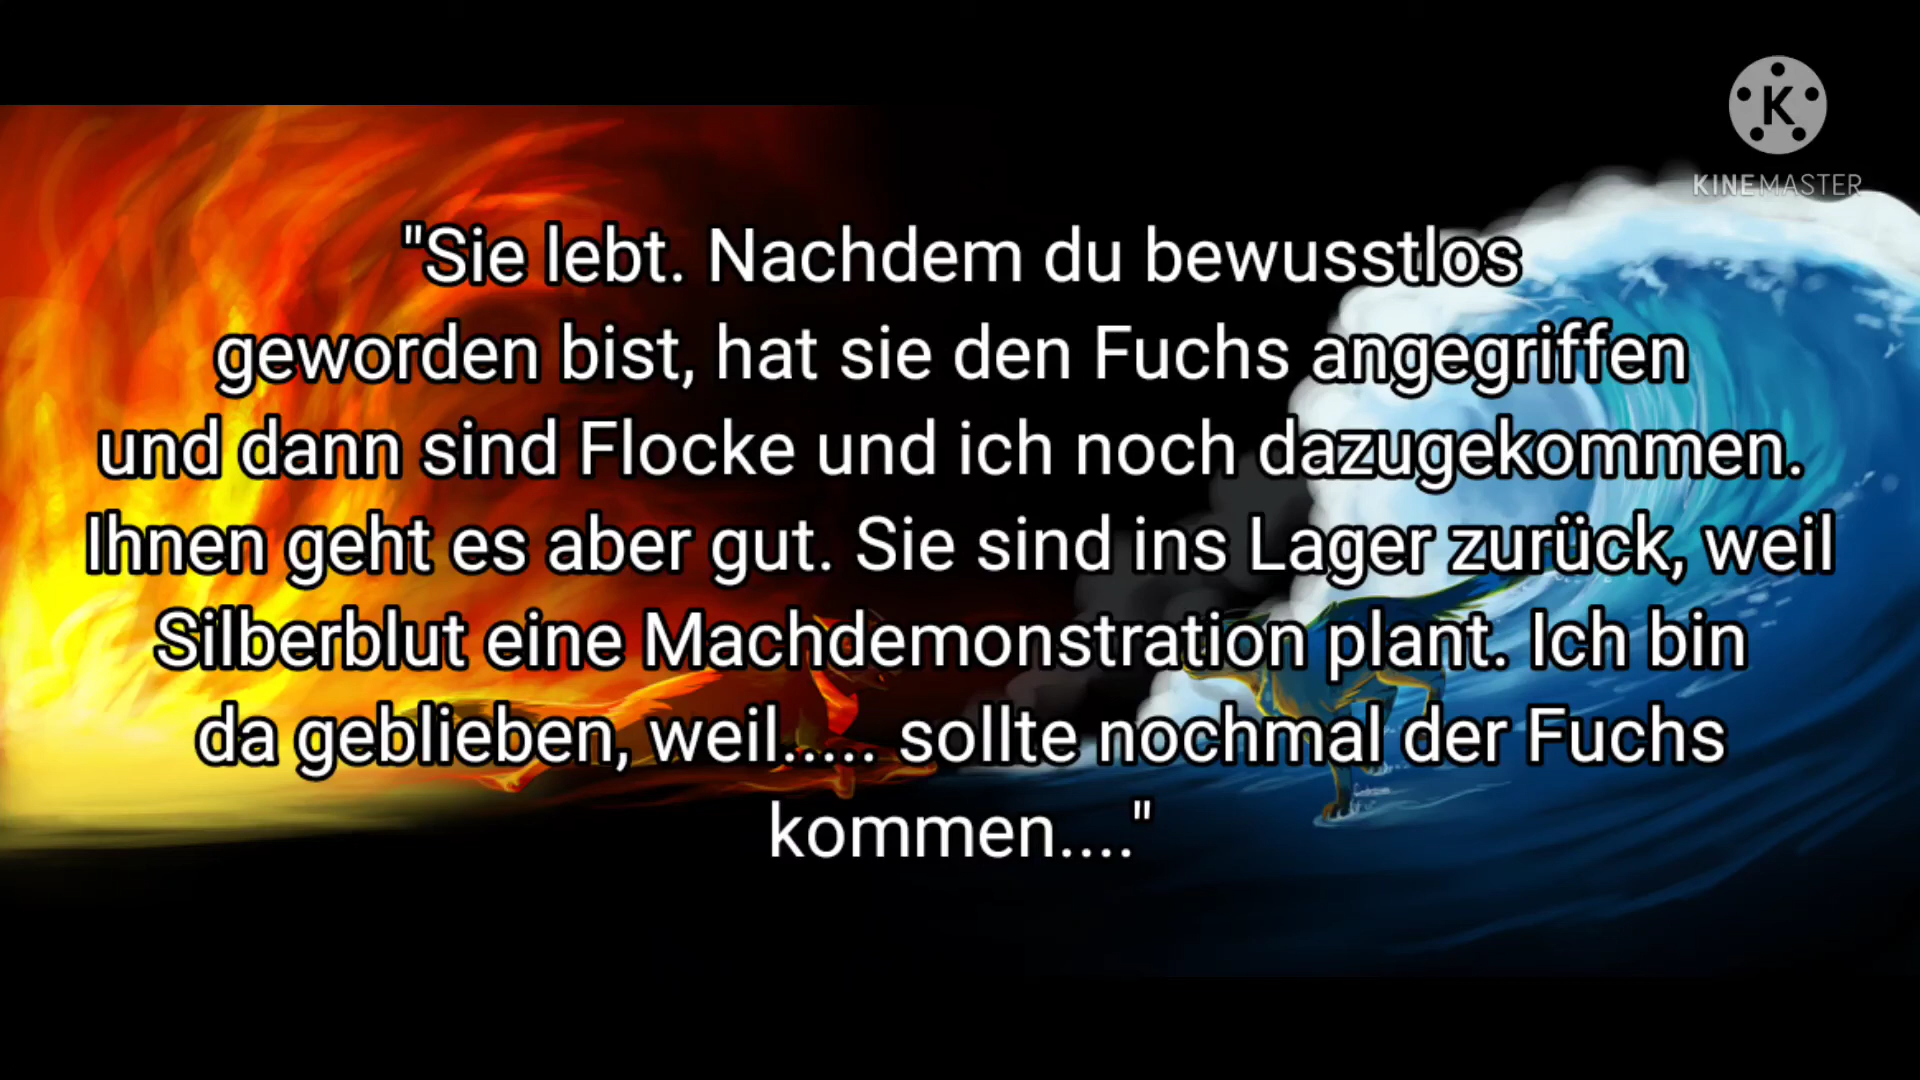 K
KINEMASTER
"Sie lebt. Nachdem du bewusstlos
geworden bist, hat sie den Fuchs angegriffen
und dann sind Flocke und ich noch dazugekommen.
Ihnen geht es aber gut. Sie sind ins Lager zurück, weil
Silberblut eine Machdemonstration plant. Ich bin
da geblieben, weil..... sollte nochmal der Fuchs
kommen...."